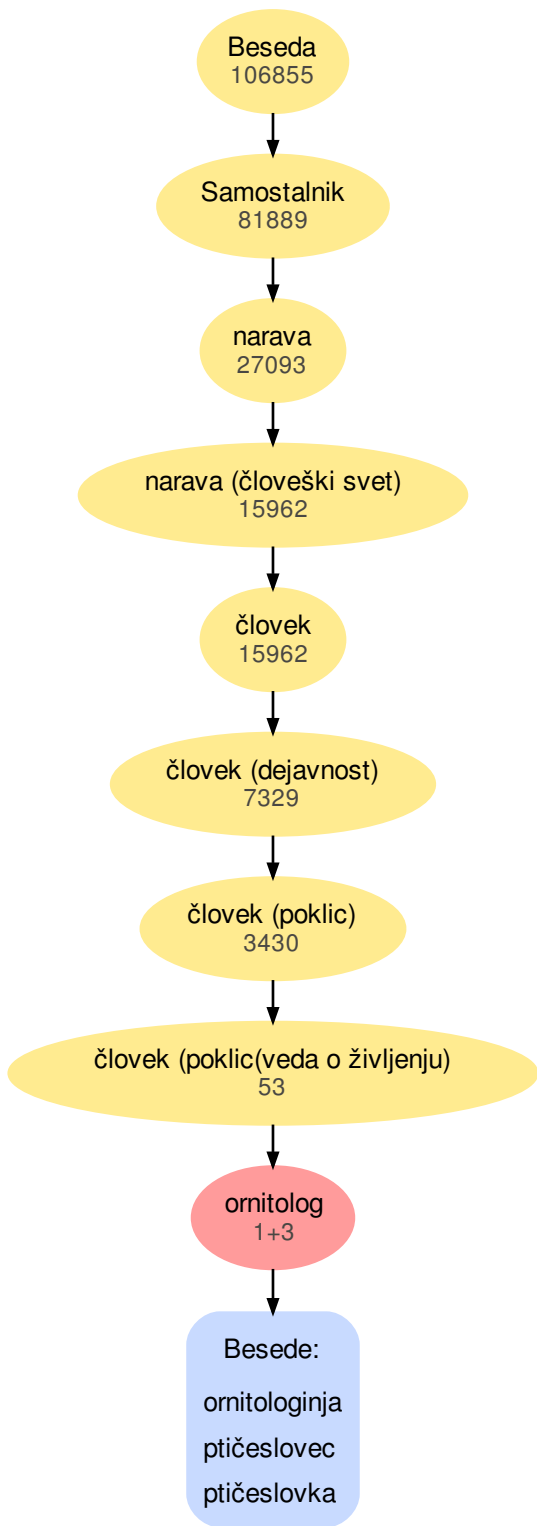 Beseda
106855
Samostalnik
81889
narava
27093
narava (človeški svet)
15962
človek
15962
človek (dejavnost)
7329
človek (poklic)
3430
človek (poklic(veda o življenju)
53
ornitolog
1+3
Besede:
ornitologinja
ptičeslovec
ptičeslovka